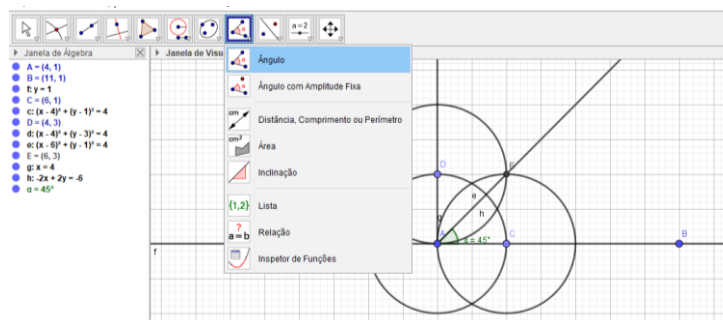 a=2
Janela de Álgebra
Janela de Visu
A = (4, 1)
B = (11, 1)
f: y = 1
C = (6, 1)
c: (x - 4)² + (y - 1)² = 4
D = (4, 3)
d: (x - 4)² + (y - 3)² = 4
e: (x - 6)² + (y - 1)² = 4
E = (6, 3)
g: x = 4
h: -2x + 2y = -6
α = 45°
Ângulo
Ângulo com Amplitude Fixa
cm
Distância, Comprimento ou Perímetro
cm²
Área
Inclinação
{1,2}
Lista
?
a=b
Relação
Inspetor de Funções
D
E
e
g
h
A
α = 45°
C
B
f